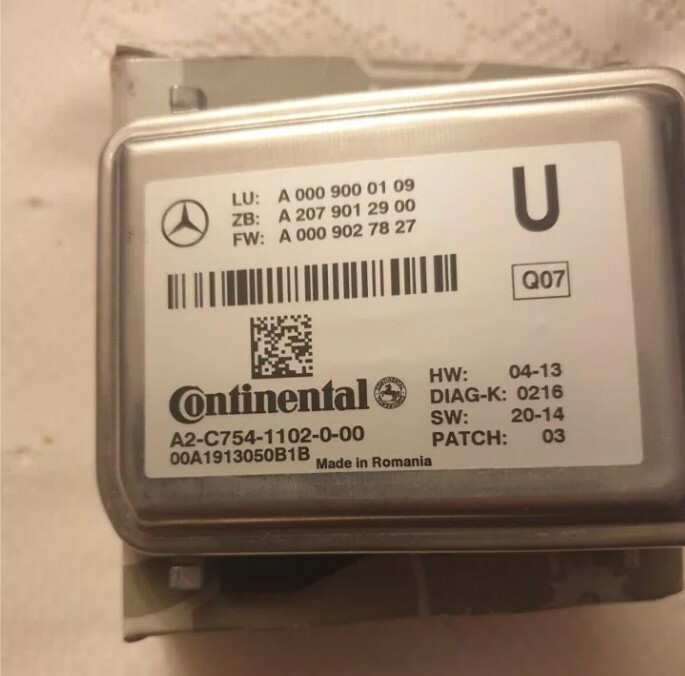 LU: A 000 900 01 09
ZB: A 207 901 29 00
FW: A 000 902 78 27
U
Q07
Continental
A2-C754-1102-0-00
00A1913050B1B
Made in Romania
HW: 04-13
DIAG-K: 0216
SW: 20-14
PATCH: 03